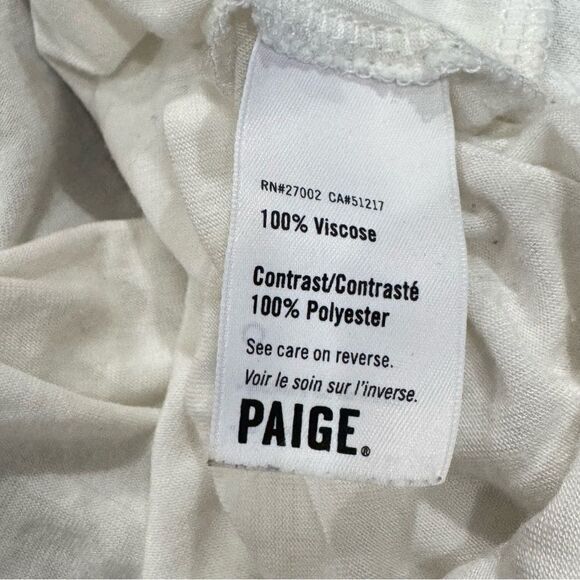 RN#27002 CA#51217
100% Viscose
Contrast/Contrasté
100% Polyester
See care on reverse.
Voir le soin sur l'inverse.
PAIGE®